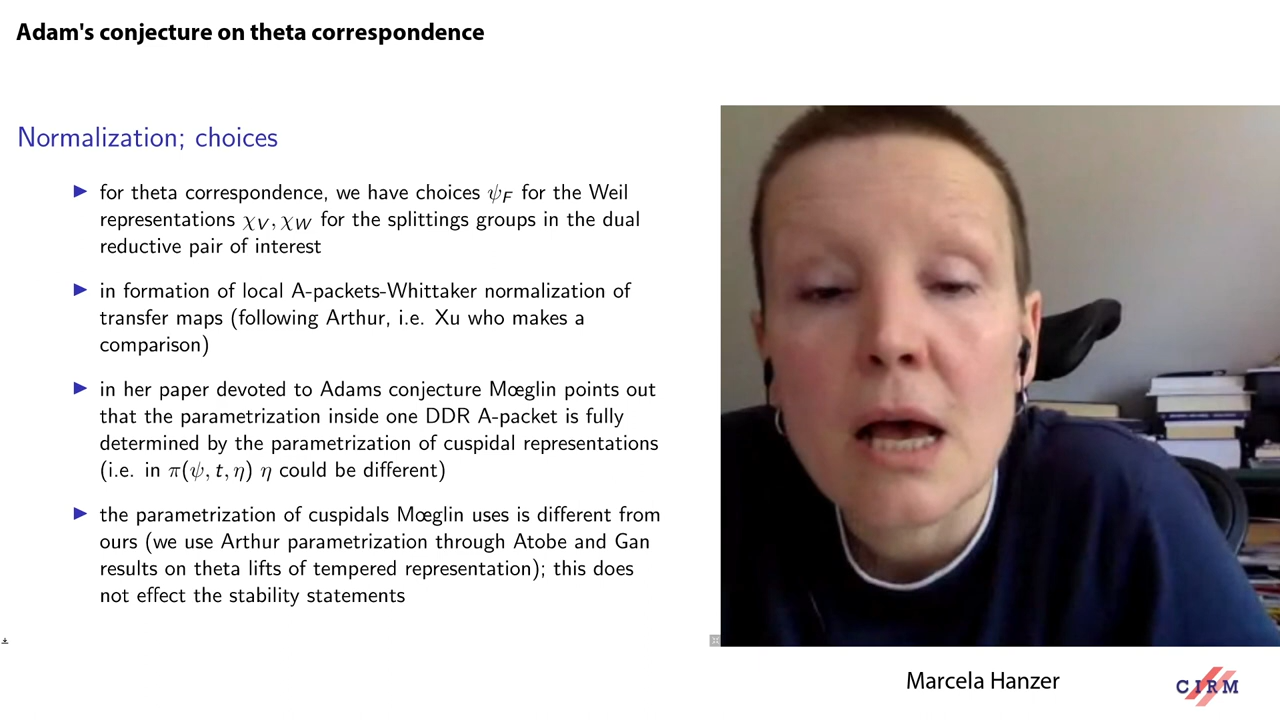 Adam's conjecture on theta correspondence
Normalization; choices
▶ for theta correspondence, we have choices ψ_F for the Weil
representations χ_V, χ_W for the splittings groups in the dual
reductive pair of interest
▶ in formation of local A-packets-Whittaker normalization of
transfer maps (following Arthur, i.e. Xu who makes a
comparison)
▶ in her paper devoted to Adams conjecture Mœglin points out
that the parametrization inside one DDR A-packet is fully
determined by the parametrization of cuspidal representations
(i.e. in π(ψ, t, η) η could be different)
▶ the parametrization of cuspidals Mœglin uses is different from
ours (we use Arthur parametrization through Atobe and Gan
results on theta lifts of tempered representation); this does
not effect the stability statements
Marcela Hanzer
CIRM